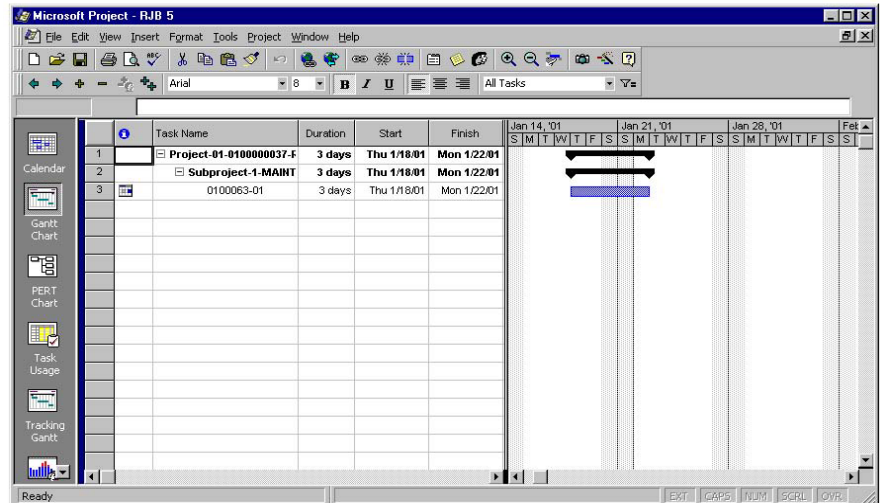 Microsoft Project - RJB 5
File Edit View Insert Format Tools Project Window Help
Arial 8 B I U All Tasks
Task Name Duration Start Finish Jan 14, '01 Jan 21, '01 Jan 28, '01 Feb
S M T W T F S S M T W T F S S M T W T F S S
1 Project-01-0100000037-F 3 days Thu 1/18/01 Mon 1/22/01
2 Subproject-1-MAINT 3 days Thu 1/18/01 Mon 1/22/01
3 0100063-01 3 days Thu 1/18/01 Mon 1/22/01
Calendar
Gantt
Chart
PERT
Chart
Task
Usage
Tracking
Gantt
Ready EXT CAPS NUM SCRL OVR